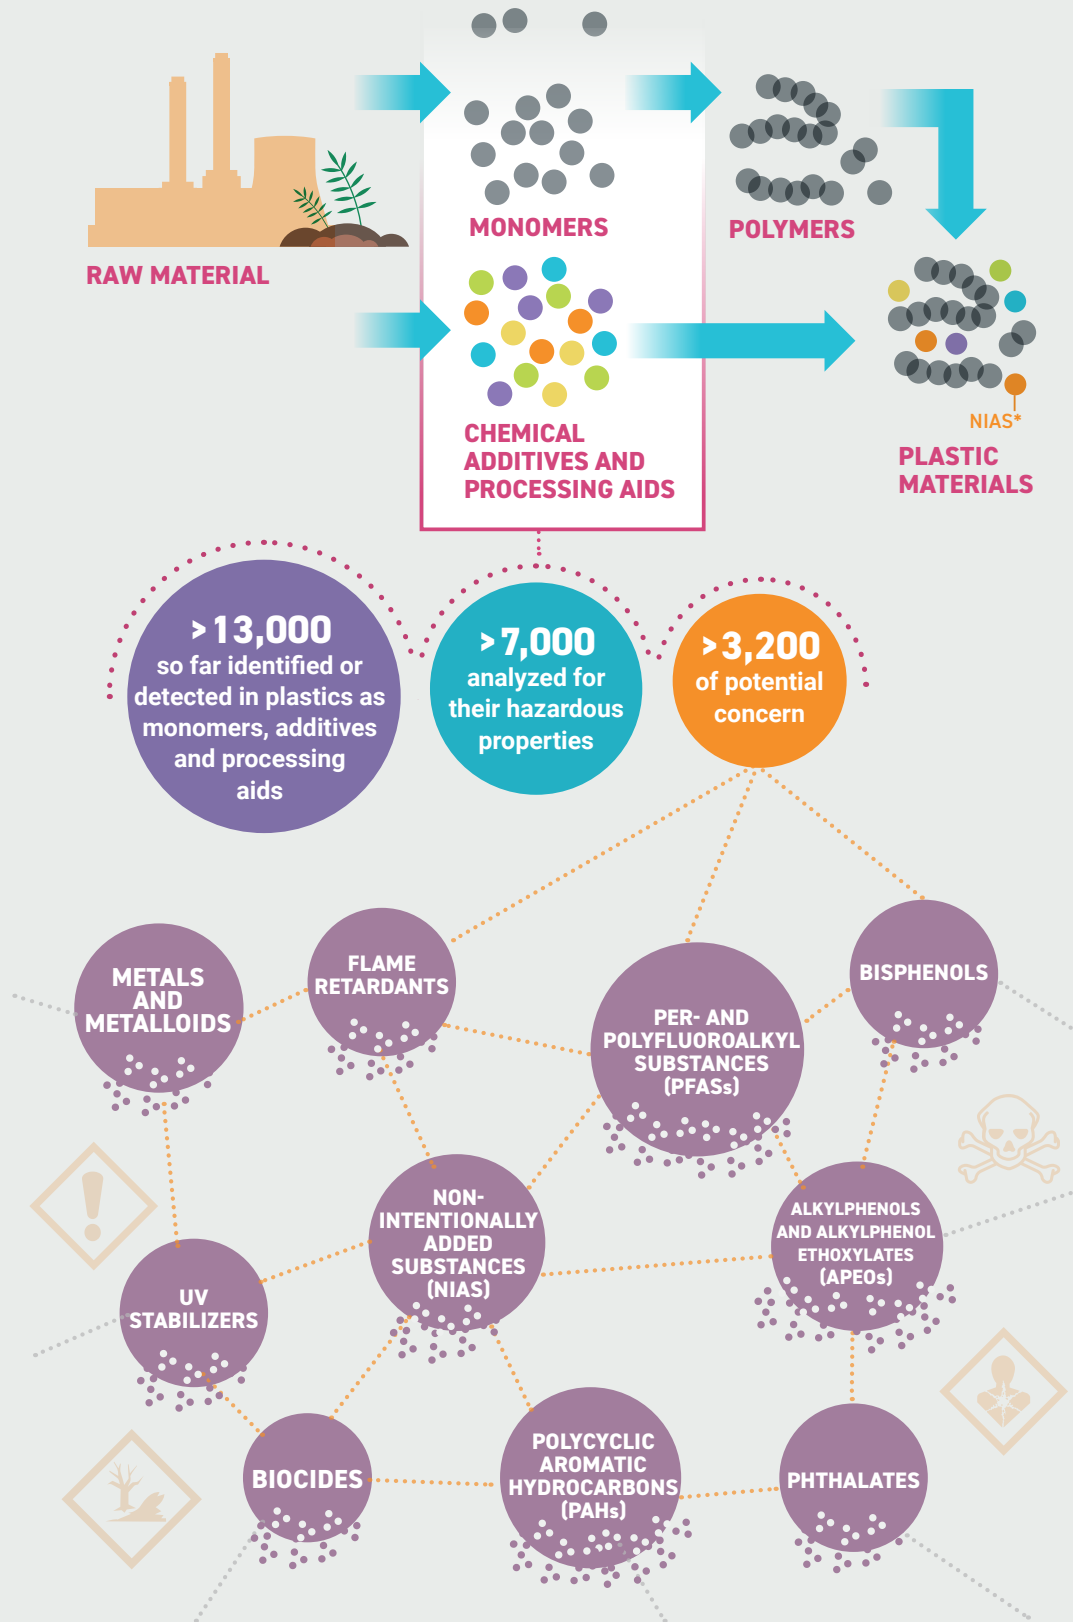 RAW MATERIAL
MONOMERS
POLYMERS
CHEMICAL
ADDITIVES AND
PROCESSING AIDS
NIAS*
PLASTIC
MATERIALS
>13,000
so far identified or
detected in plastics as
monomers, additives
and processing
aids
>7,000
analyzed for
their hazardous
properties
>3,200
of potential
concern
METALS
AND
METALLOIDS
FLAME
RETARDANTS
PER- AND
POLYFLUOROALKYL
SUBSTANCES
(PFASs)
BISPHENOLS
NON-
INTENTIONALLY
ADDED
SUBSTANCES
(NIAS)
ALKYLPHENOLS
AND ALKYLPHENOL
ETHOXYLATES
(APEOs)
UV
STABILIZERS
BIOCIDES
POLYCYCLIC
AROMATIC
HYDROCARBONS
(PAHs)
PHTHALATES